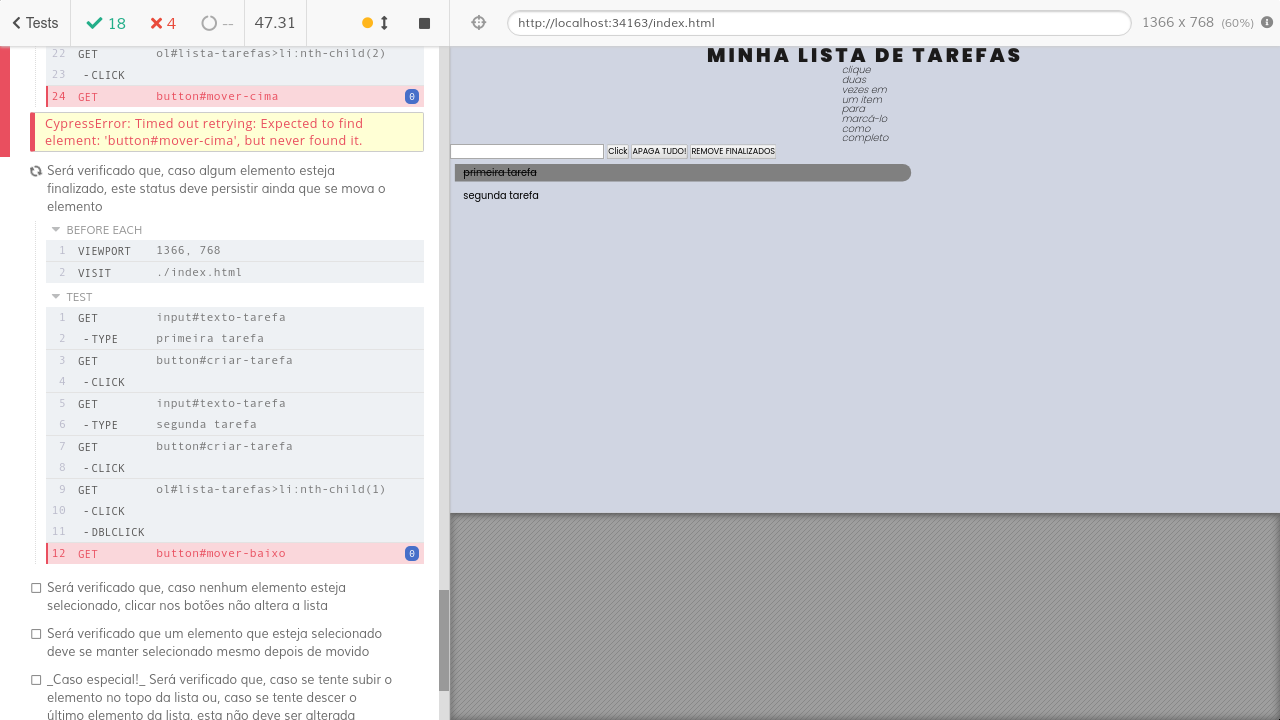 Tests 18 4 -- 47.31
http://localhost:34163/index.html 1366 x 768 (60%)
22 GET ol#lista-tarefas>li:nth-child(2)
23 -CLICK
24 GET button#mover-cima 0
CypressError: Timed out retrying: Expected to find
element: 'button#mover-cima', but never found it.
Será verificado que, caso algum elemento esteja
finalizado, este status deve persistir ainda que se mova o
elemento
BEFORE EACH
1 VIEWPORT 1366, 768
2 VISIT ./index.html
TEST
1 GET input#texto-tarefa
2 -TYPE primeira tarefa
3 GET button#criar-tarefa
4 -CLICK
5 GET input#texto-tarefa
6 -TYPE segunda tarefa
7 GET button#criar-tarefa
8 -CLICK
9 GET ol#lista-tarefas>li:nth-child(1)
10 -CLICK
11 -DBLCLICK
12 GET button#mover-baixo 0
Será verificado que, caso nenhum elemento esteja
selecionado, clicar nos botões não altera a lista
Será verificado que um elemento que esteja selecionado
deve se manter selecionado mesmo depois de movido
_Caso especial!_ Será verificado que, caso se tente subir o
elemento no topo da lista ou, caso se tente descer o
último elemento da lista, esta não deve ser alterada
MINHA LISTA DE TAREFAS
clique
duas
vezes em
um item
para
marcá-lo
como
completo
Click APAGA TUDO! REMOVE FINALIZADOS
primeira tarefa
segunda tarefa